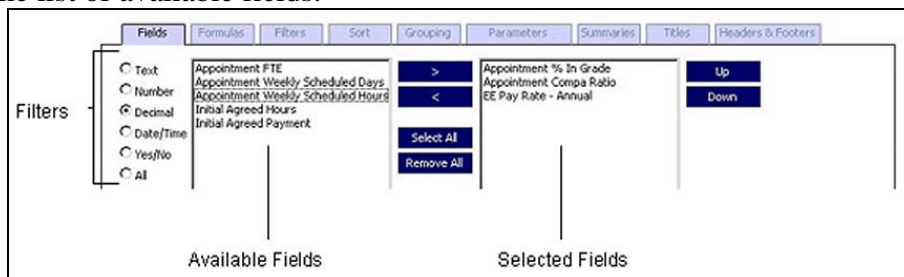 the list of available fields.
Fields Formulas Filters Sort Grouping Parameters Summaries Titles Headers & Footers
Filters
Text
Number
Decimal
Date/Time
Yes/No
All
Appointment FTE
Appointment Weekly Scheduled Days
Appointment Weekly Scheduled Hours
Initial Agreed Hours
Initial Agreed Payment
>
<
Select All
Remove All
Appointment % In Grade
Appointment Compa Ratio
EE Pay Rate - Annual
Up
Down
Available Fields
Selected Fields